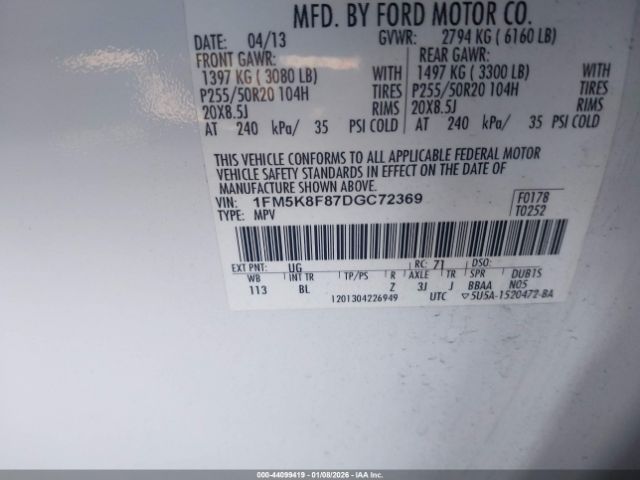 MFD. BY FORD MOTOR CO.
DATE: 04/13 GVWR: 2794 KG ( 6160 LB)
FRONT GAWR: REAR GAWR:
1397 KG ( 3080 LB) WITH 1497 KG ( 3300 LB) WITH
P255/50R20 104H TIRES P255/50R20 104H TIRES
20X8.5J RIMS 20X8.5J RIMS
AT 240 kPa/ 35 PSI COLD AT 240 kPa/ 35 PSI COLD
THIS VEHICLE CONFORMS TO ALL APPLICABLE FEDERAL MOTOR
VEHICLE SAFETY STANDARDS IN EFFECT ON THE DATE OF
MANUFACTURE SHOWN ABOVE.
VIN: 1FM5K8F87DGC72369 F0178
TYPE: MPV T0252
EXT PNT: UG RC: 71 DSO:
WB INT TR TP/PS R AXLE TR SPR DUBIS
113 BL Z 3J J BBAA N05
1201304226949 UTC ▽5U5A-1520472-BA
000-44099419 - 01/08/2026 - IAAC